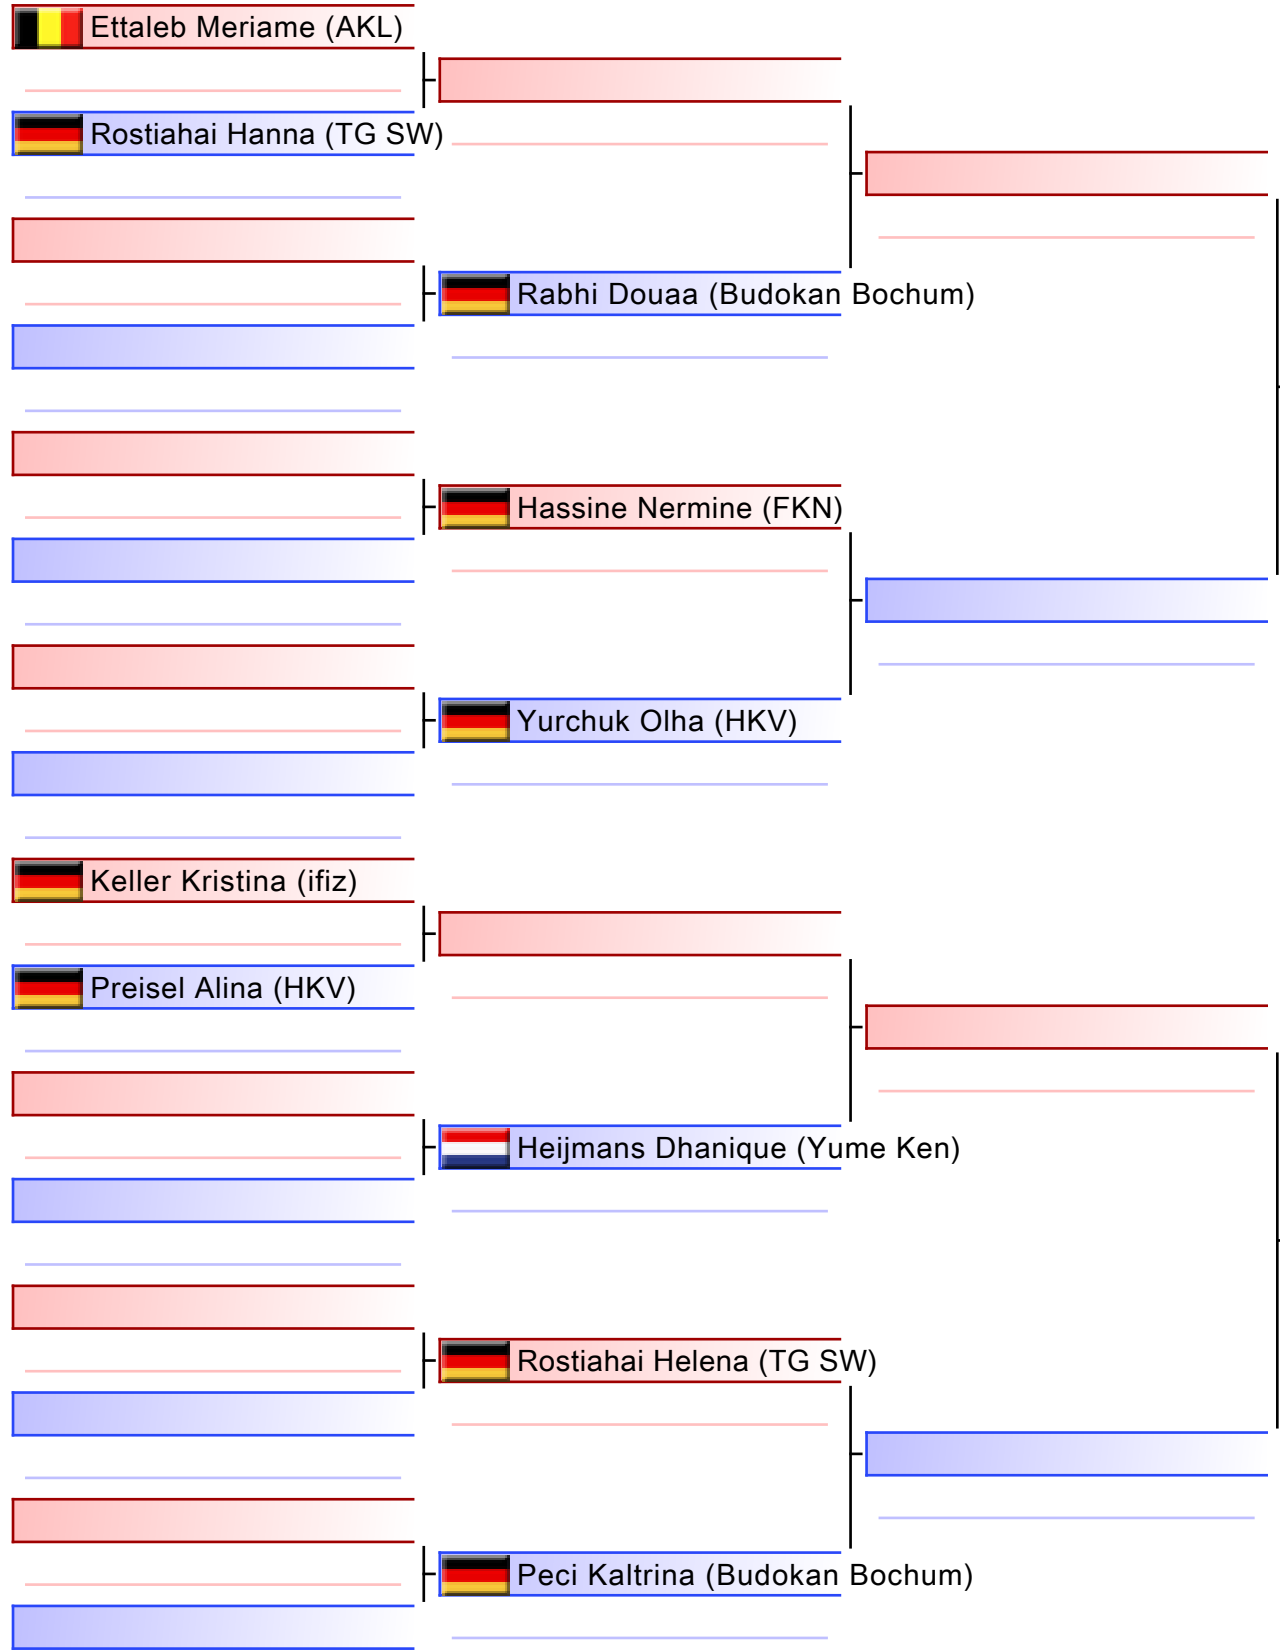 Ettaleb Meriame (AKL)
Rostiahai Hanna (TG SW)
Rabhi Douaa (Budokan Bochum)
Hassine Nermine (FKN)
Yurchuk Olha (HKV)
Keller Kristina (ifiz)
Preisel Alina (HKV)
Heijmans Dhanique (Yume Ken)
Rostiahai Helena (TG SW)
Peci Kaltrina (Budokan Bochum)